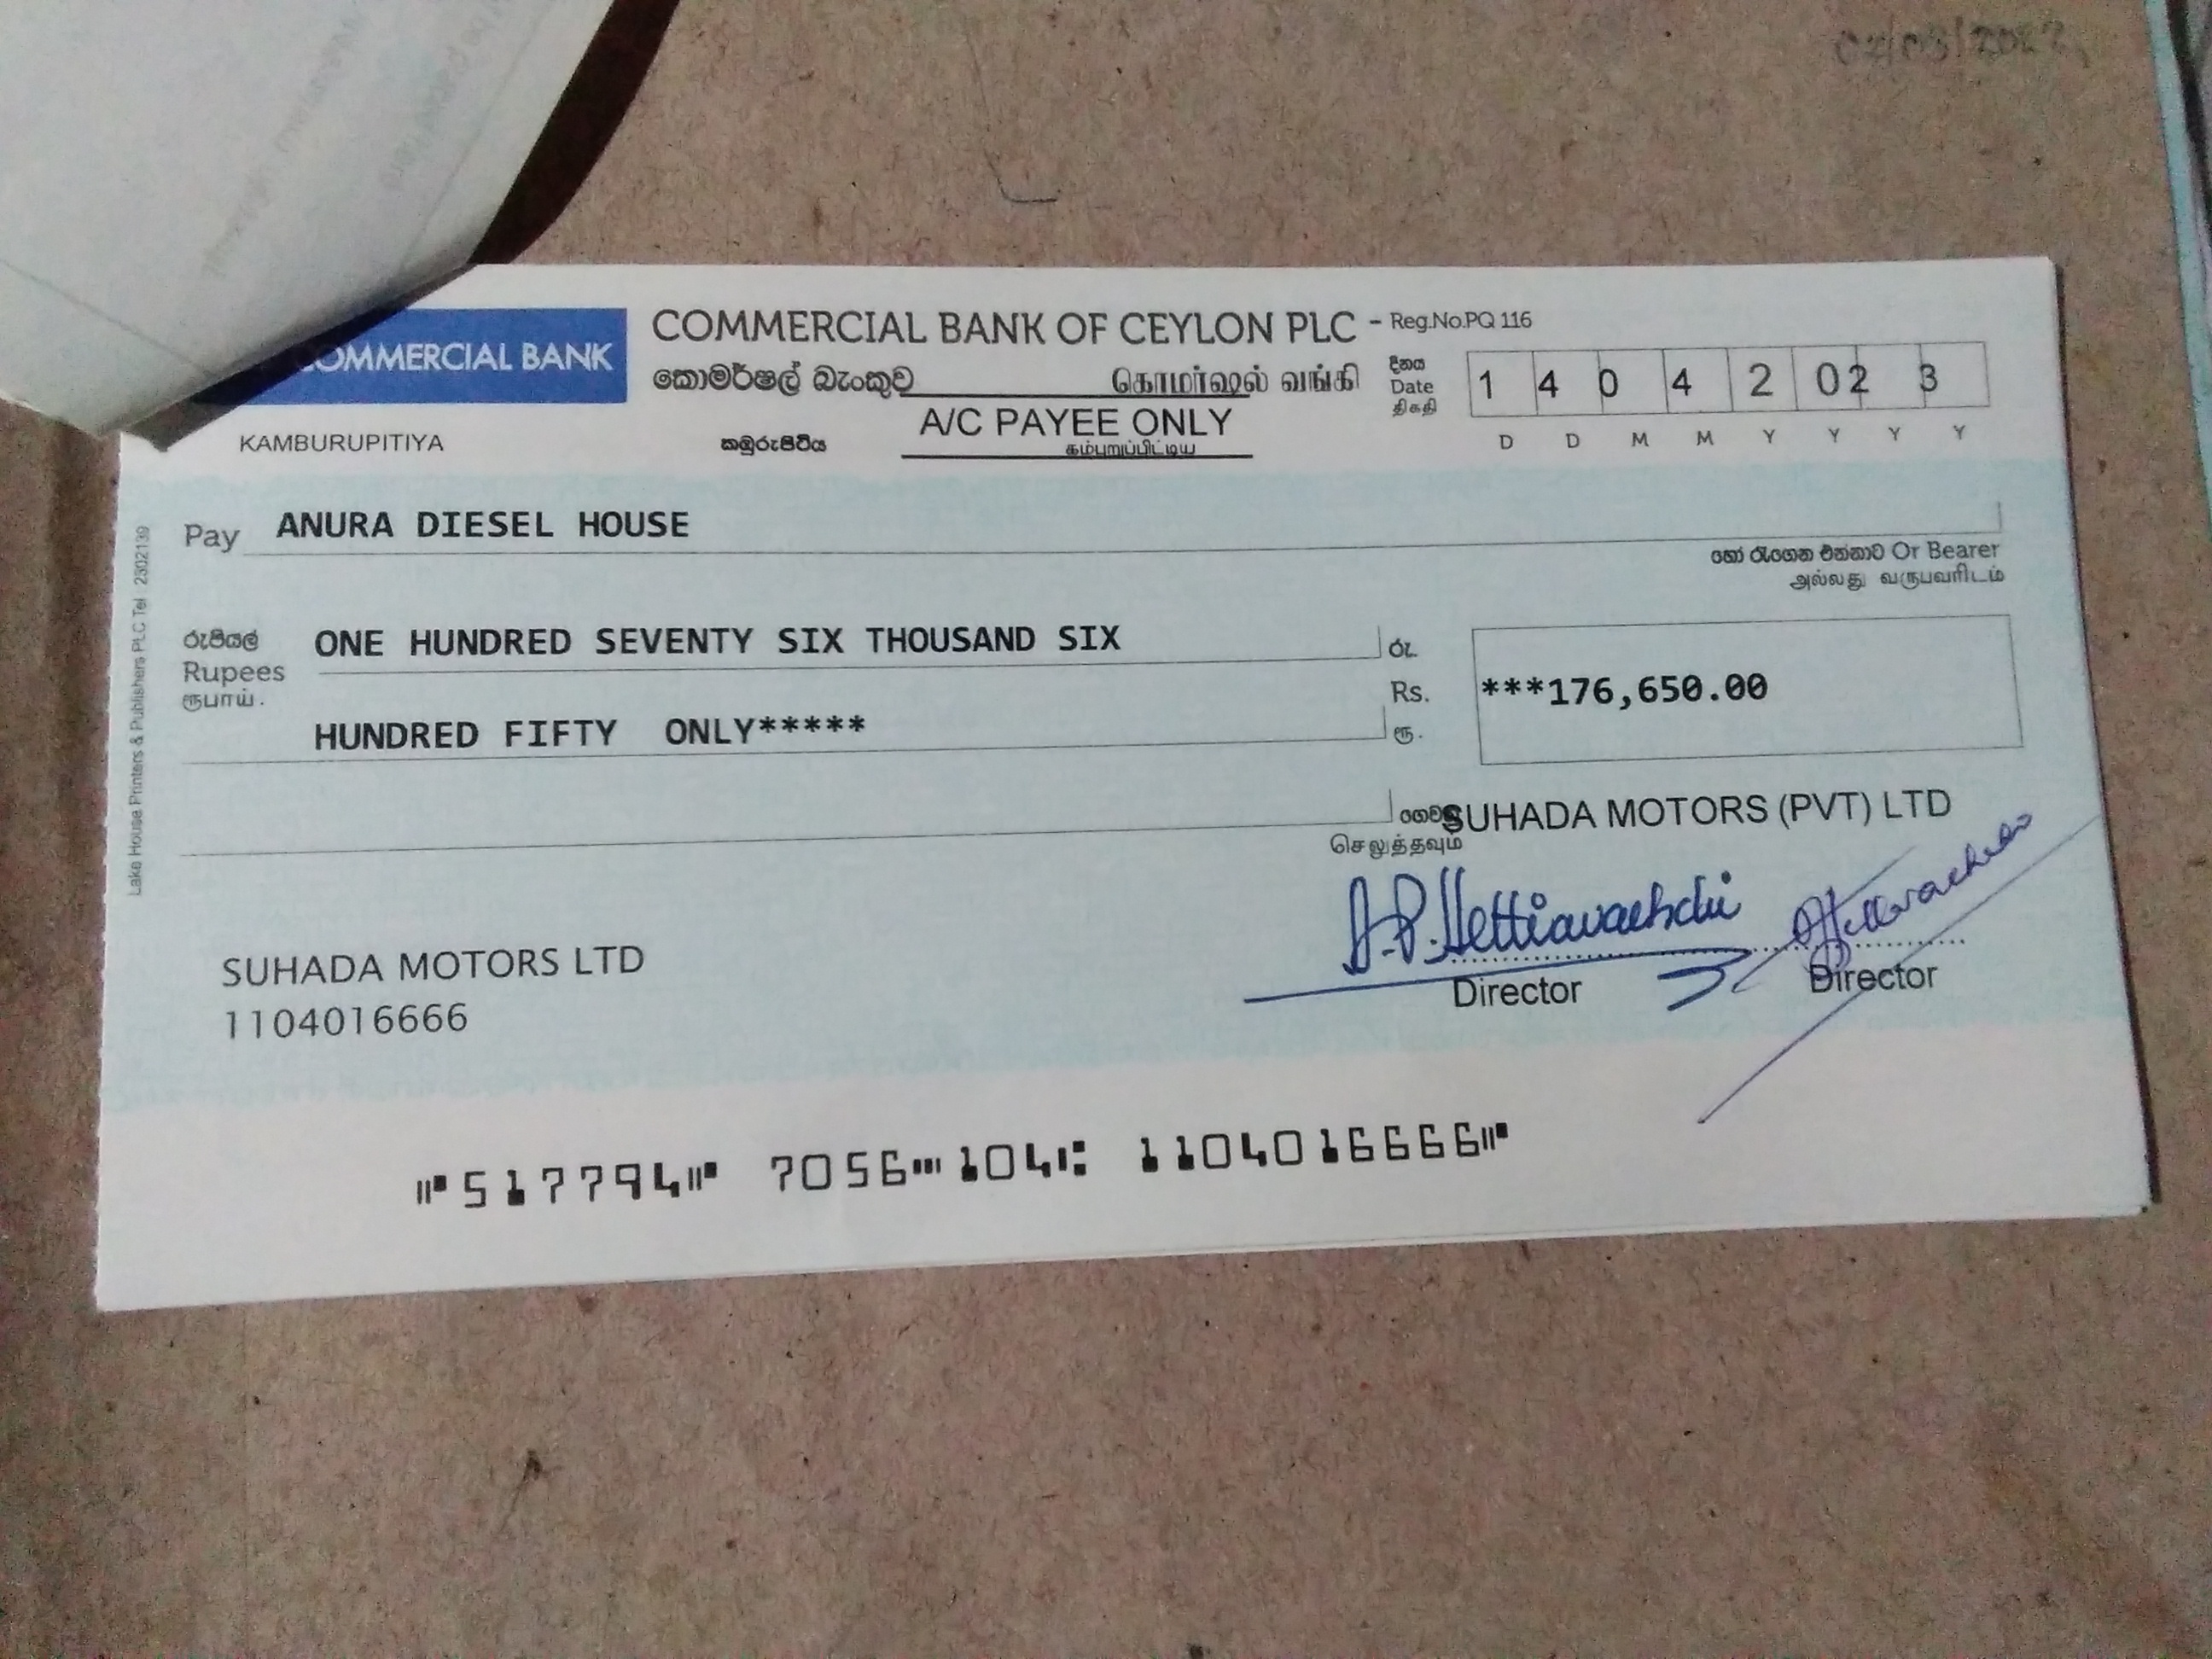 COMMERCIAL BANK
COMMERCIAL BANK OF CEYLON PLC - Reg.No.PQ 116
කොමර්ෂල් බැංකුව கொமர்ஷல் வங்கி
දිනය
Date
திகதி
1 4 0 4 2 0 2 3
D D M M Y Y Y Y
A/C PAYEE ONLY
KAMBURUPITIYA කඹුරුපිටිය கம்புறுப்பிட்டிய
Pay ANURA DIESEL HOUSE
හෝ රැගෙන එන්නාට Or Bearer
அல்லது வருபவரிடம்
රුපියල්
Rupees
ரூபாய்.
ONE HUNDRED SEVENTY SIX THOUSAND SIX
HUNDRED FIFTY ONLY*****
රු.
Rs.
ரூ.
***176,650.00
SUHADA MOTORS (PVT) LTD
செலுத்தவும்
Director Director
SUHADA MOTORS LTD
1104016666
517794 7056 104 1104016666
Lake House Printers & Publishers PLC Tel : 2302139